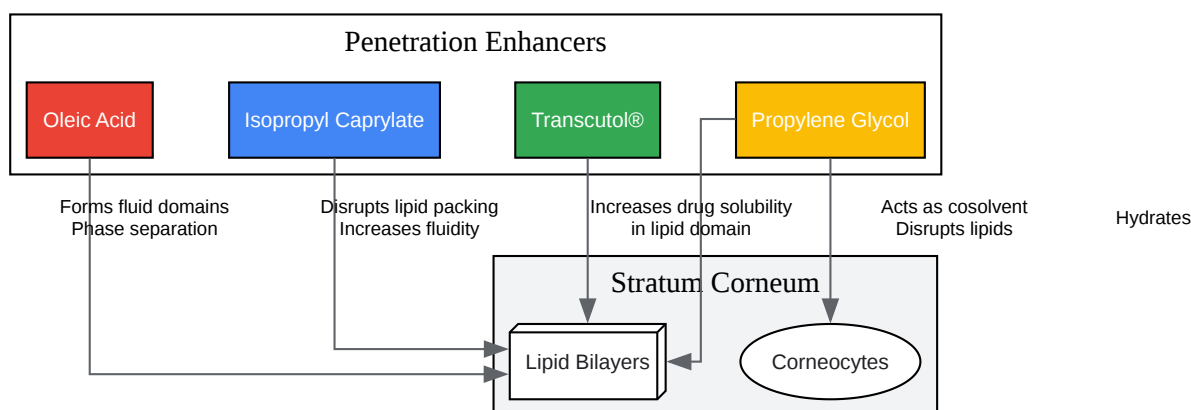 Penetration Enhancers
Oleic Acid
Isopropyl Caprylate
Transcutol®
Propylene Glycol
Forms fluid domains
Phase separation
Disrupts lipid packing
Increases fluidity
Increases drug solubility
in lipid domain
Acts as cosolvent
Disrupts lipids
Hydrates
Stratum Corneum
Lipid Bilayers
Corneocytes